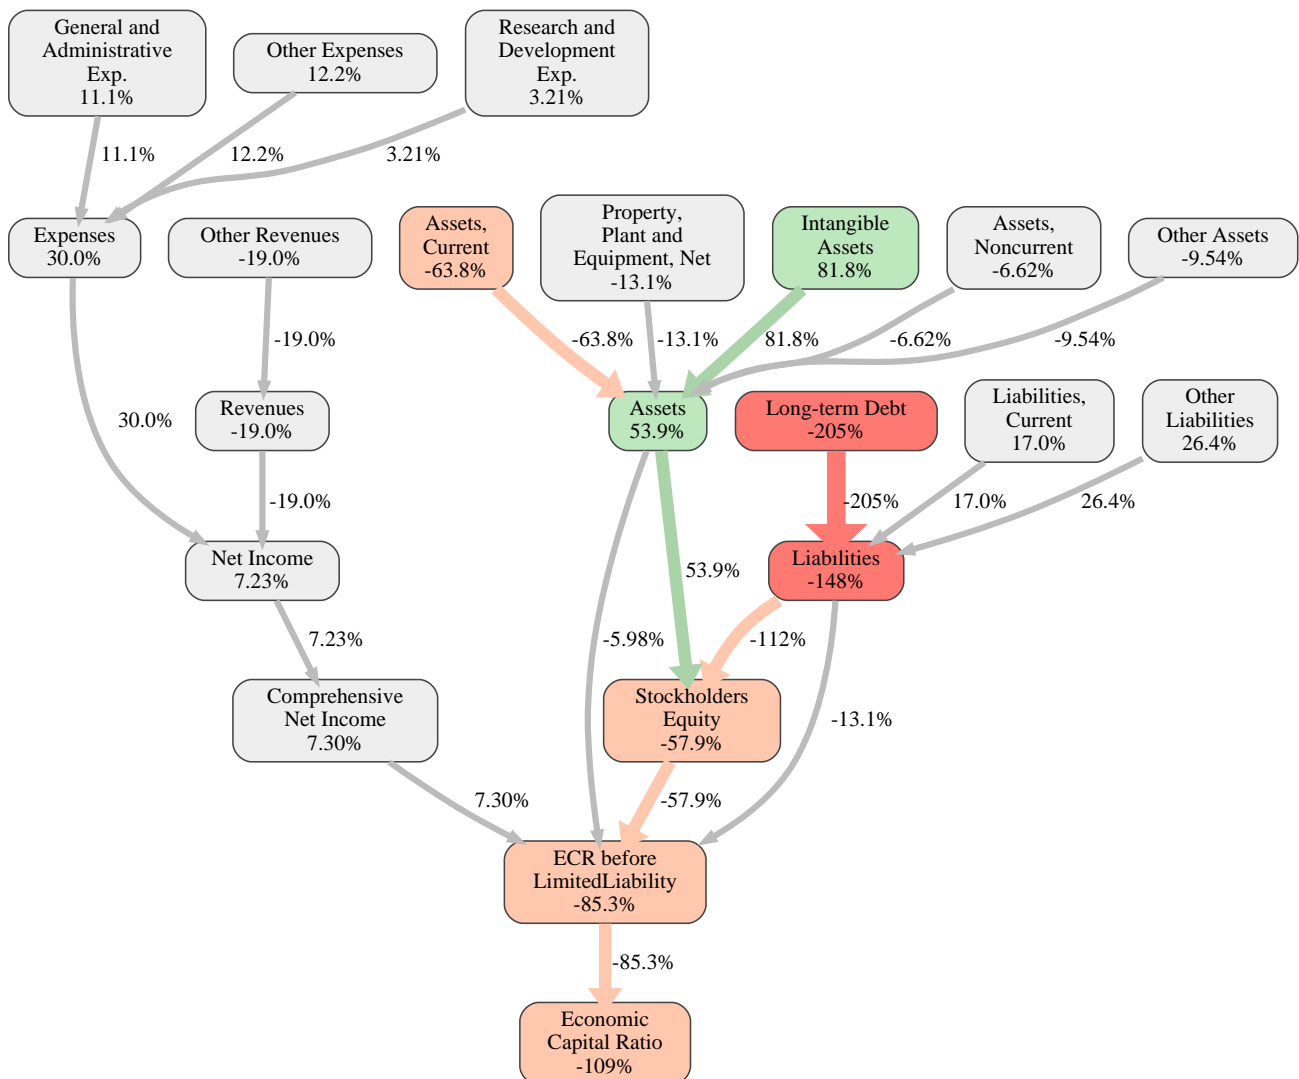 General and
Administrative
Exp.
11.1%
Other Expenses
12.2%
Research and
Development
Exp.
3.21%
11.1%
12.2%
3.21%
Expenses
30.0%
Other Revenues
-19.0%
Assets,
Current
-63.8%
Property,
Plant and
Equipment, Net
-13.1%
Intangible
Assets
81.8%
Assets,
Noncurrent
-6.62%
Other Assets
-9.54%
-19.0%
-63.8%
-13.1%
81.8%
-6.62%
-9.54%
30.0%
Revenues
-19.0%
Assets
53.9%
Long-term Debt
-205%
Liabilities,
Current
17.0%
Other
Liabilities
26.4%
-19.0%
-205%
17.0%
26.4%
Net Income
7.23%
53.9%
Liabilities
-148%
7.23%
-5.98%
-112%
Comprehensive
Net Income
7.30%
Stockholders
Equity
-57.9%
-13.1%
7.30%
-57.9%
ECR before
LimitedLiability
-85.3%
-85.3%
Economic
Capital Ratio
-109%